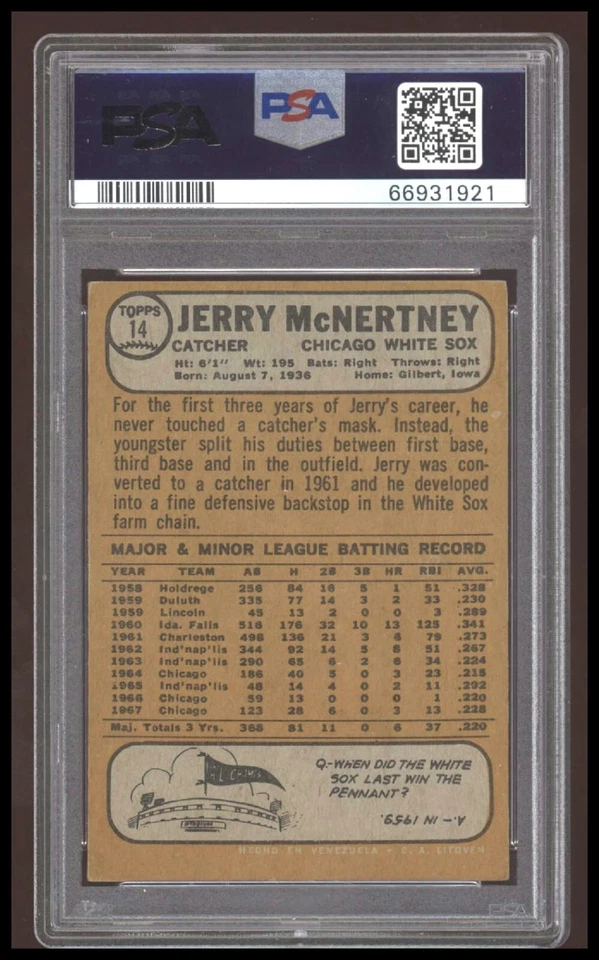 PSA
PSA
66931921
TOPPS
14
JERRY McNERTNEY
CATCHER CHICAGO WHITE SOX
Ht: 6'1" Wt: 195 Bats: Right Throws: Right
Born: August 7, 1936 Home: Gilbert, Iowa
For the first three years of Jerry's career, he
never touched a catcher's mask. Instead, the
youngster split his duties between first base,
third base and in the outfield. Jerry was con-
verted to a catcher in 1961 and he developed
into a fine defensive backstop in the White Sox
farm chain.
MAJOR & MINOR LEAGUE BATTING RECORD
YEAR TEAM AB H 2B 3B HR RBI AVG.
1958 Holdrege 256 84 16 5 1 51 .328
1959 Duluth 335 77 14 3 2 33 .230
1959 Lincoln 45 13 2 0 0 3 .289
1960 Ida. Falls 516 176 32 10 13 125 .341
1961 Charleston 498 136 21 3 4 79 .273
1962 Ind'nap'lis 344 92 14 5 8 51 .267
1963 Ind'nap'lis 290 65 6 2 8 34 .224
1964 Chicago 186 40 5 0 3 23 .215
1965 Ind'nap'lis 48 14 4 0 2 11 .292
1966 Chicago 59 13 0 0 0 1 .220
1967 Chicago 123 28 6 0 3 13 .228
Maj. Totals 3 Yrs. 368 81 11 0 6 37 .220
A.L. CHAMPS
Q.-WHEN DID THE WHITE
SOX LAST WIN THE
PENNANT?
A.-IN 1959.
HECHO EN VENEZUELA - C. A. LITOVEN
PSA